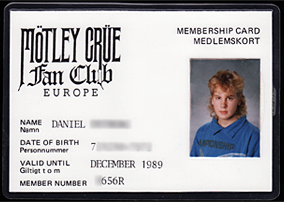 MÖTLEY CRÜE
Fan Club
EUROPE
MEMBERSHIP CARD
MEDLEMSKORT
NAME DANIEL
Namn
DATE OF BIRTH 7
Personnummer
VALID UNTIL DECEMBER 1989
Giltigt t o m
MEMBER NUMBER 656R